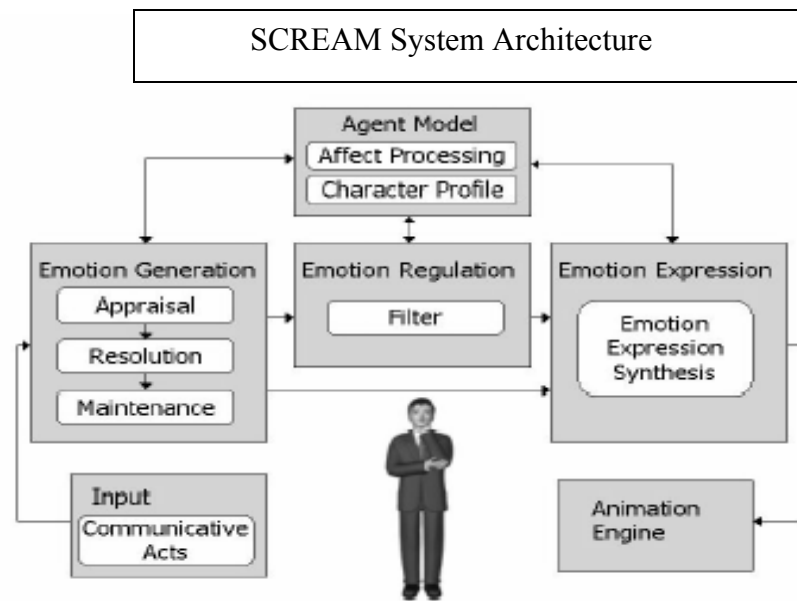 SCREAM System Architecture
Agent Model
Affect Processing
Character Profile
Emotion Generation
Appraisal
Resolution
Maintenance
Emotion Regulation
Filter
Emotion Expression
Emotion
Expression
Synthesis
Input
Communicative
Acts
Animation
Engine